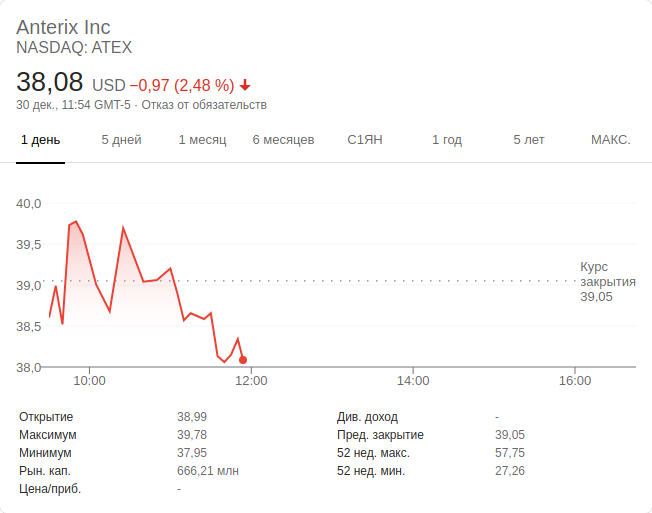 Anterix Inc
NASDAQ: ATEX
38,08 USD −0,97 (2,48 %)
30 дек., 11:54 GMT-5 · Отказ от обязательств
1 день 5 дней 1 месяц 6 месяцев С1ЯН 1 год 5 лет МАКС.
40,0
39,5
39,0
38,5
38,0
Курс
закрытия
39,05
10:00 12:00 14:00 16:00
Открытие 38,99 Див. доход -
Максимум 39,78 Пред. закрытие 39,05
Минимум 37,95 52 нед. макс. 57,75
Рын. кап. 666,21 млн 52 нед. мин. 27,26
Цена/приб. -